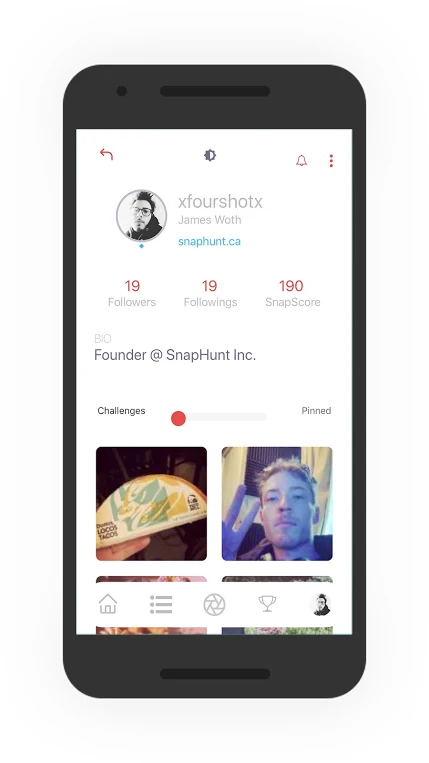 xfourshotx
James Woth
snaphunt.ca
19 19 190
Followers Followings SnapScore
BIO
Founder @ SnapHunt Inc.
Challenges Pinned
LOCOS
TACOS